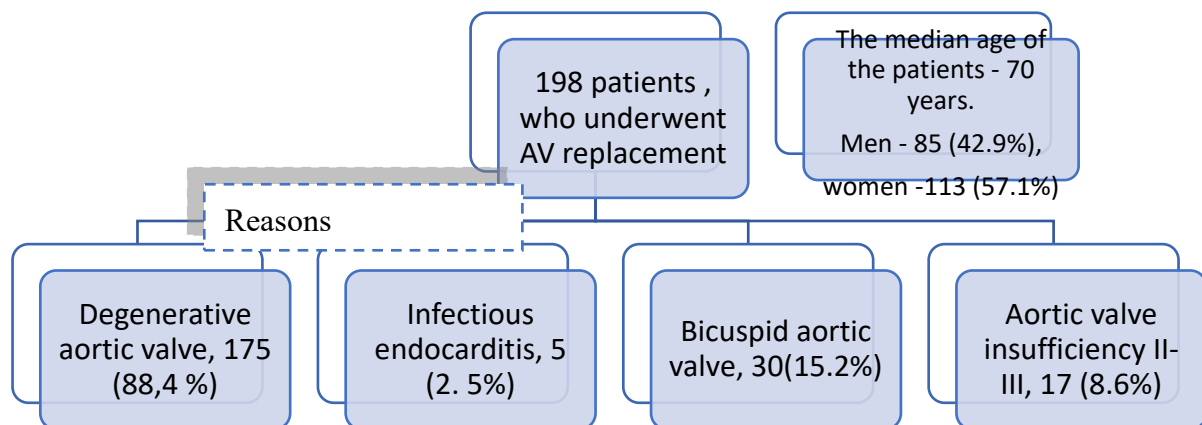 198 patients ,
who underwent
AV replacement
The median age of
the patients - 70
years.
Men - 85 (42.9%),
women -113 (57.1%)
Reasons
Degenerative
aortic valve, 175
(88,4 %)
Infectious
endocarditis, 5
(2. 5%)
Bicuspid aortic
valve, 30(15.2%)
Aortic valve
insufficiency II-
III, 17 (8.6%)